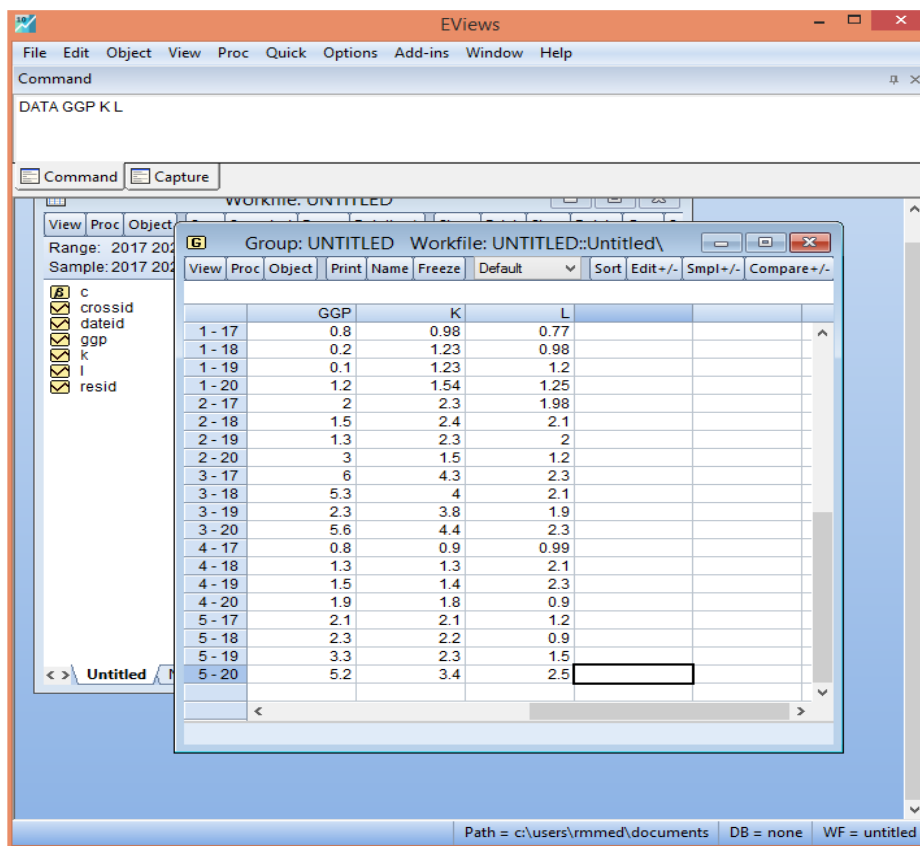 EViews
File Edit Object View Proc Quick Options Add-ins Window Help
Command
DATA GGP K L
Command Capture
Workfile: UNTITLED
View Proc Object
Range: 2017 202
Sample: 2017 202
c
crossid
dateid
ggp
k
l
resid
Untitled
Group: UNTITLED Workfile: UNTITLED::Untitled\
View Proc Object Print Name Freeze Default Sort Edit+/- Smpl+/- Compare+/-
GGP K L
1 - 17 0.8 0.98 0.77
1 - 18 0.2 1.23 0.98
1 - 19 0.1 1.23 1.2
1 - 20 1.2 1.54 1.25
2 - 17 2 2.3 1.98
2 - 18 1.5 2.4 2.1
2 - 19 1.3 2.3 2
2 - 20 3 1.5 1.2
3 - 17 6 4.3 2.3
3 - 18 5.3 4 2.1
3 - 19 2.3 3.8 1.9
3 - 20 5.6 4.4 2.3
4 - 17 0.8 0.9 0.99
4 - 18 1.3 1.3 2.1
4 - 19 1.5 1.4 2.3
4 - 20 1.9 1.8 0.9
5 - 17 2.1 2.1 1.2
5 - 18 2.3 2.2 0.9
5 - 19 3.3 2.3 1.5
5 - 20 5.2 3.4 2.5
Path = c:\users\rmmed\documents DB = none WF = untitled